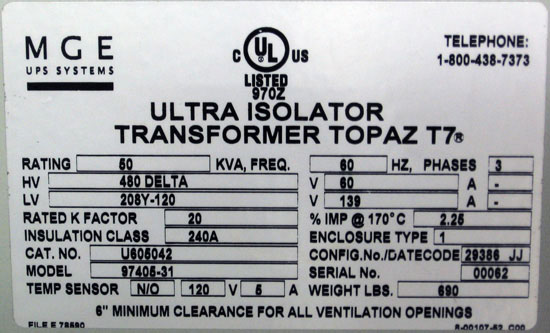 MGE
UPS SYSTEMS
C UL US
®
LISTED
970Z
TELEPHONE:
1-800-438-7373
ULTRA ISOLATOR
TRANSFORMER TOPAZ T7®
RATING 50 KVA, FREQ. 60 HZ, PHASES 3
HV 480 DELTA V 60 A -
LV 208Y-120 V 139 A -
RATED K FACTOR 20 % IMP @ 170°C 2.25
INSULATION CLASS 240A ENCLOSURE TYPE 1
CAT. NO. U605042 CONFIG.No./DATECODE 29386 JJ
MODEL 97405-31 SERIAL No. 00062
TEMP SENSOR N/O 120 V 5 A WEIGHT LBS. 690
6" MINIMUM CLEARANCE FOR ALL VENTILATION OPENINGS
FILE E 78590